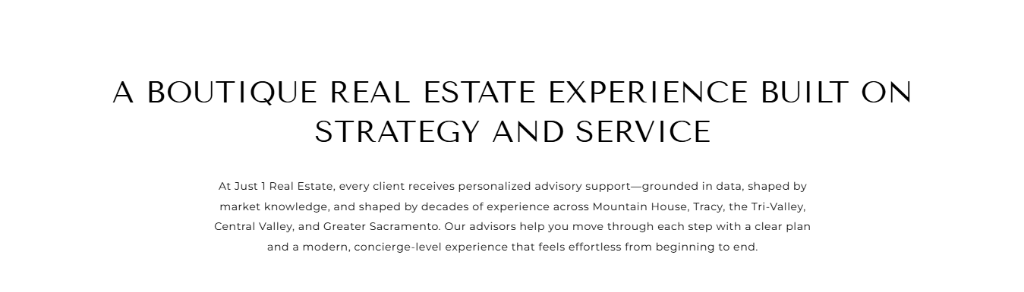 A BOUTIQUE REAL ESTATE EXPERIENCE BUILT ON
STRATEGY AND SERVICE
At Just 1 Real Estate, every client receives personalized advisory support—grounded in data, shaped by
market knowledge, and shaped by decades of experience across Mountain House, Tracy, the Tri-Valley,
Central Valley, and Greater Sacramento. Our advisors help you move through each step with a clear plan
and a modern, concierge-level experience that feels effortless from beginning to end.